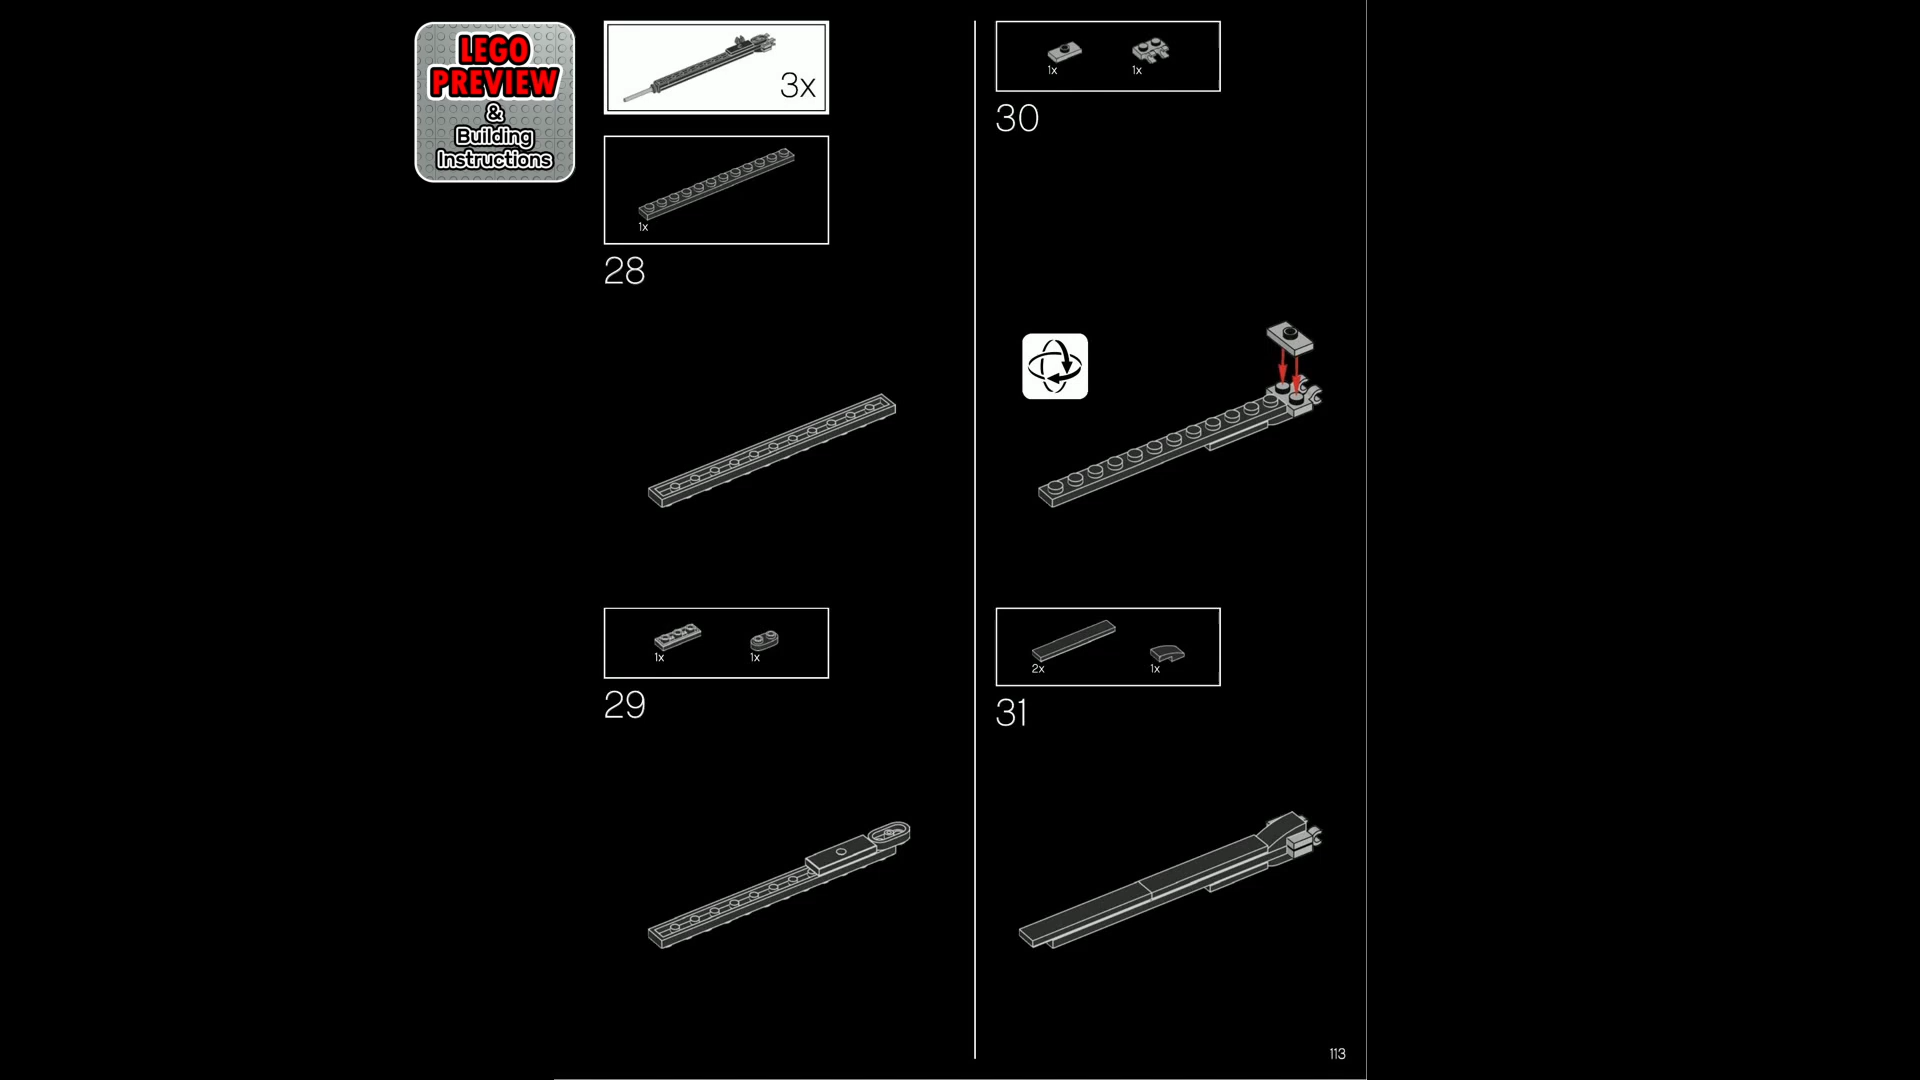 LEGO
PREVIEW
&
Building
Instructions
3x
1x
28
1x
1x
29
1x
1x
30
2x
1x
31
113